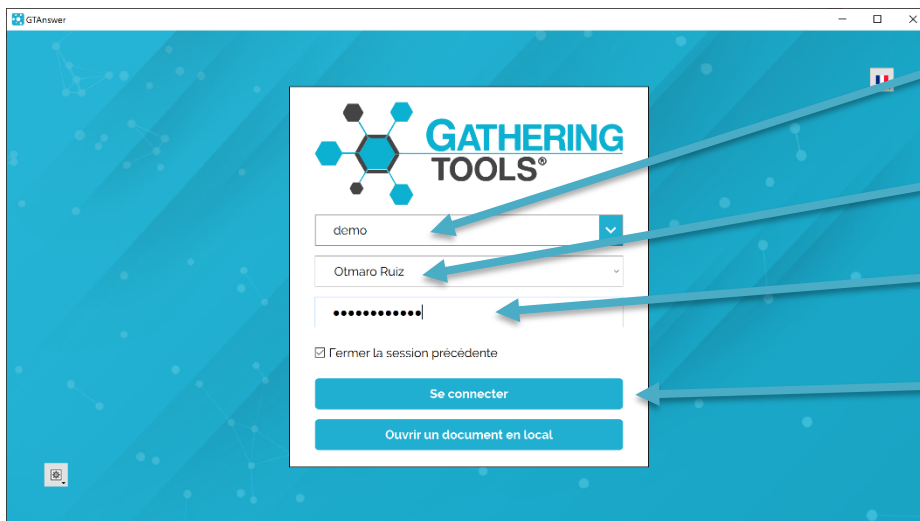 GTAnswer
GATHERING
TOOLS®
demo
Otmaro Ruiz
••••••••••••
Fermer la session précédente
Se connecter
Ouvrir un document en local